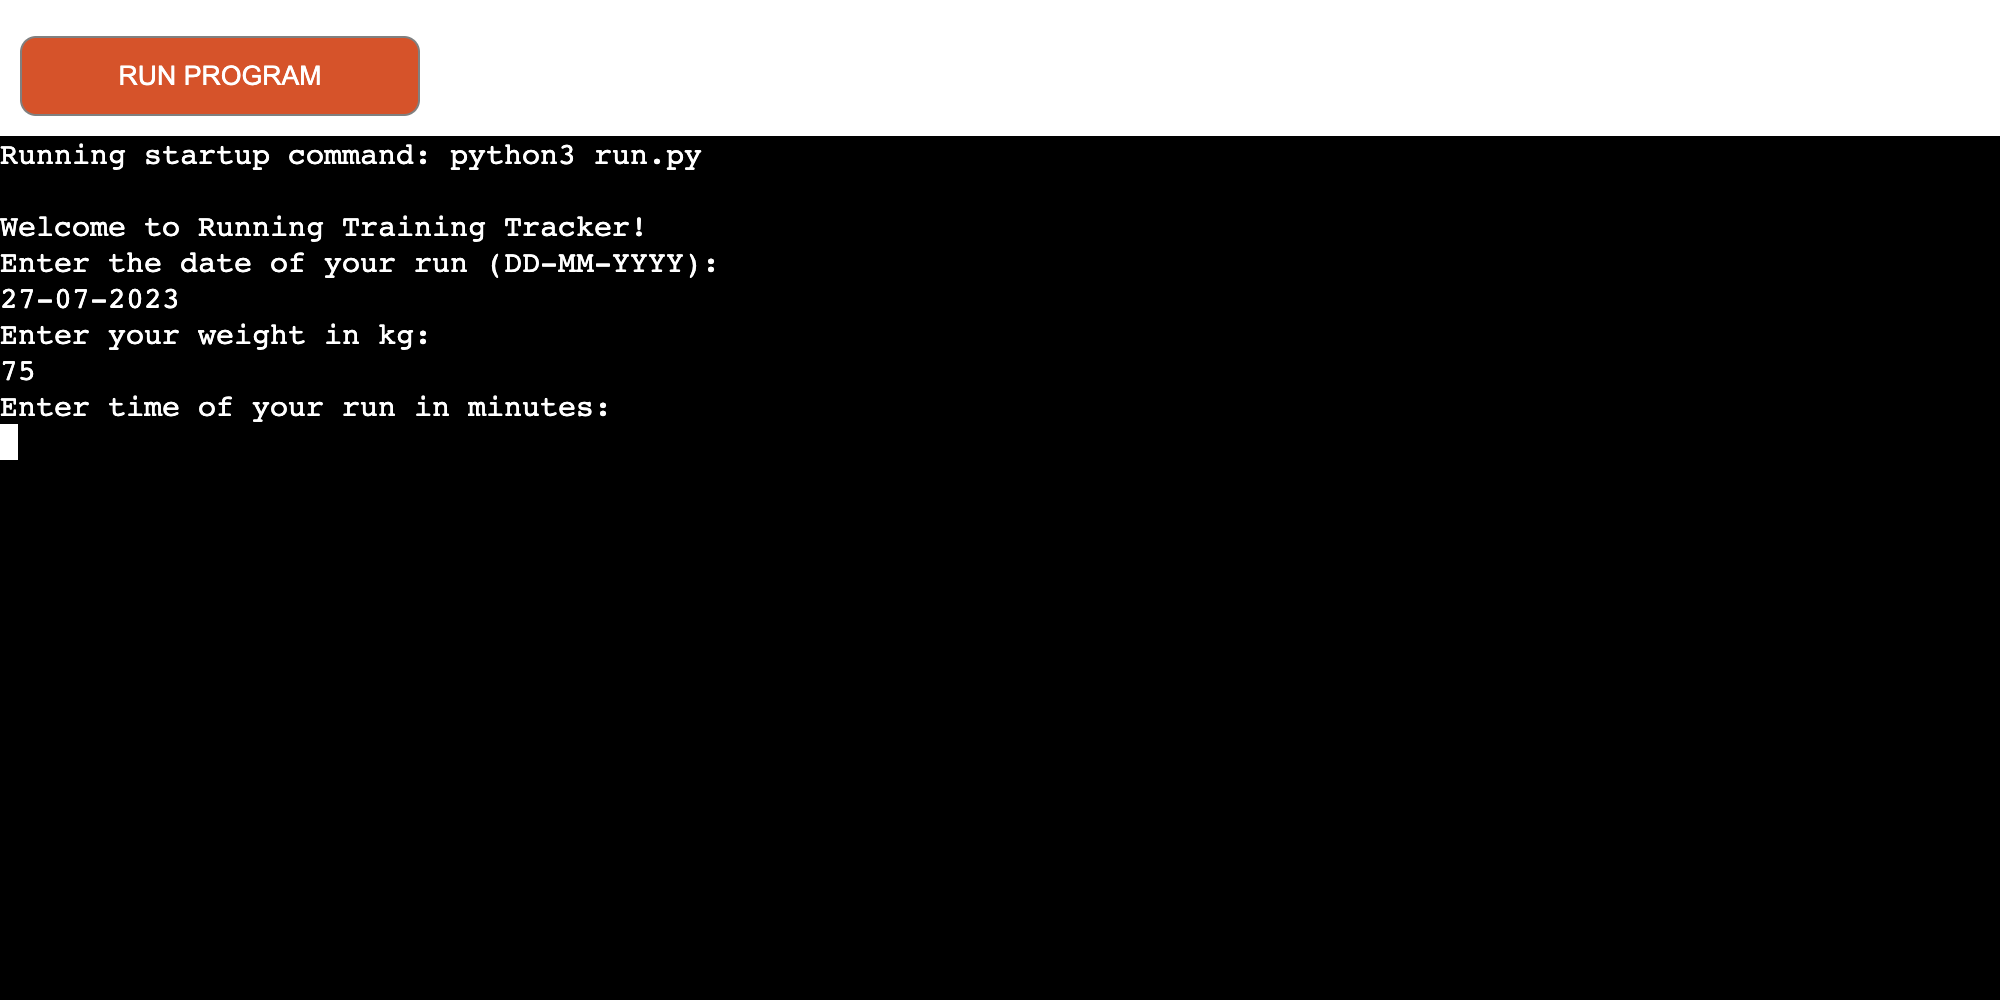 RUN PROGRAM
Running startup command: python3 run.py
Welcome to Running Training Tracker!
Enter the date of your run (DD-MM-YYYY):
27-07-2023
Enter your weight in kg:
75
Enter time of your run in minutes: